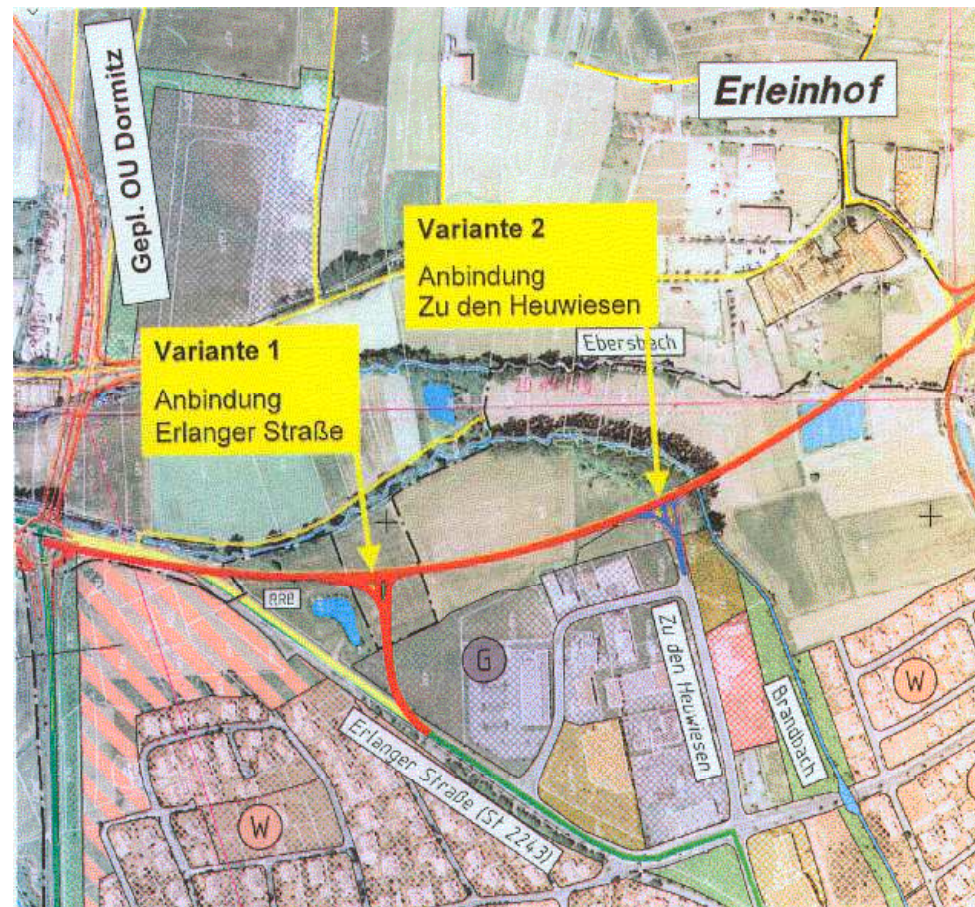 Gepl. OU Dormitz
Erleinhof
Variante 2
Anbindung
Zu den Heuwiesen
Ebersbach
Variante 1
Anbindung
Erlanger Straße
RRB
G
Zu den Heuwiesen
Brandbach
W
Erlanger Straße (St 2243)
W